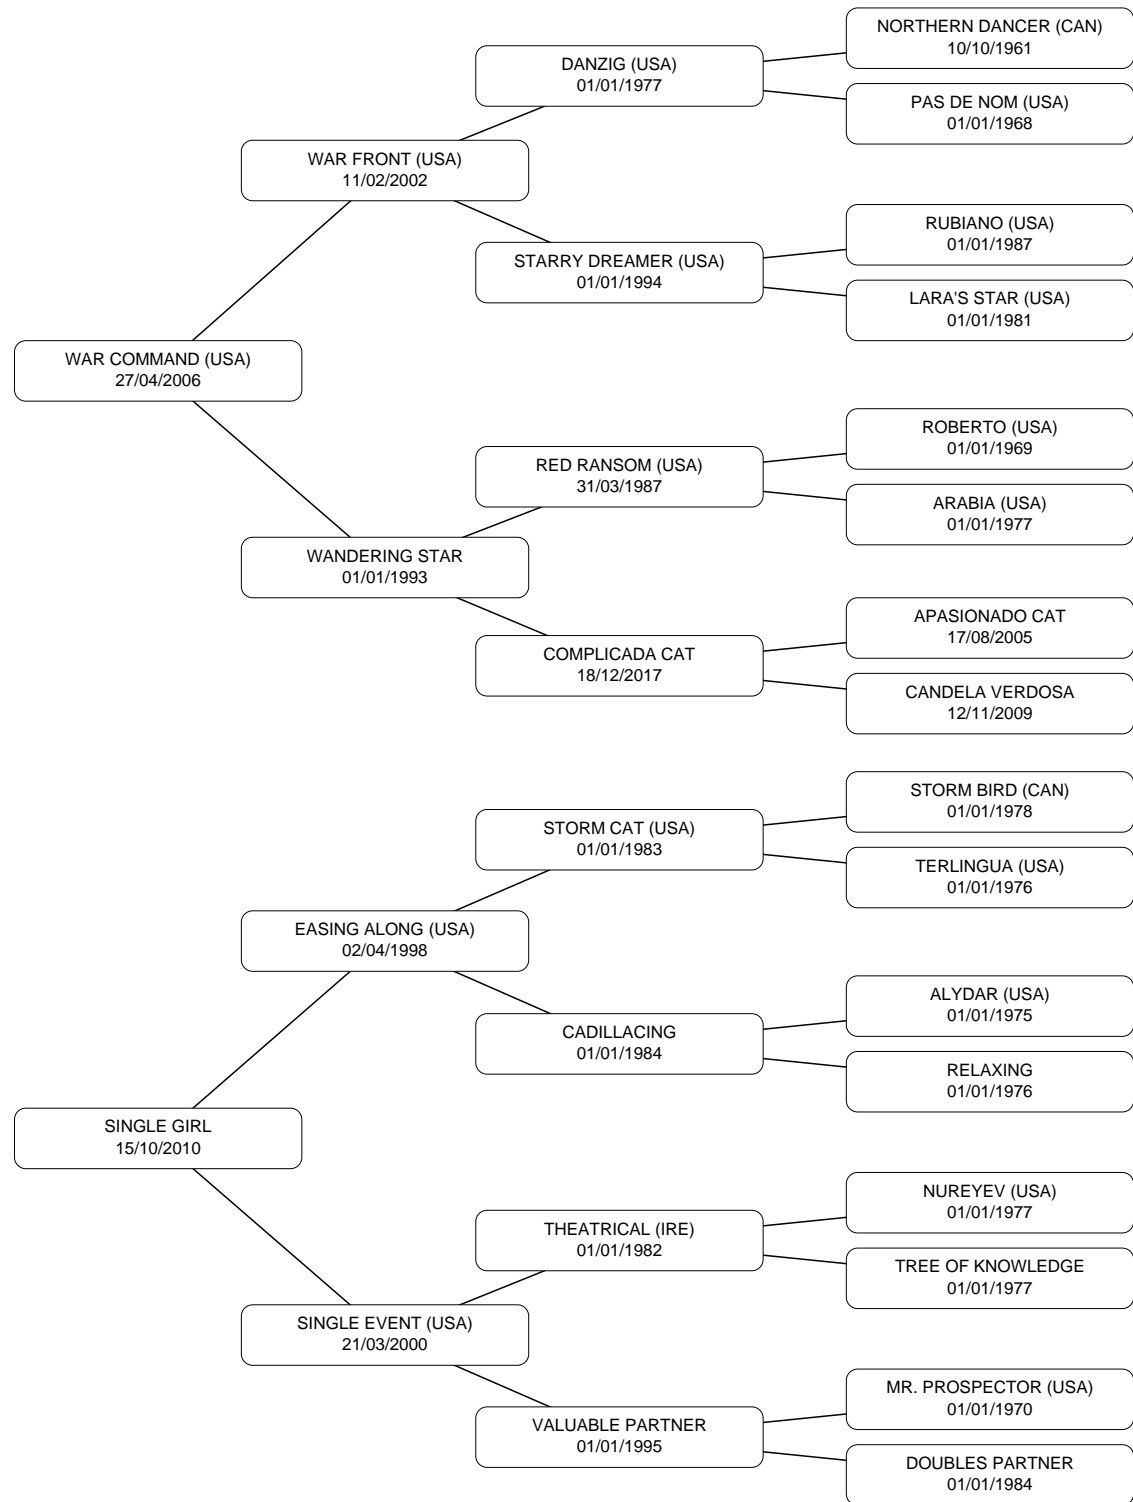 NORTHERN DANCER (CAN)
10/10/1961
DANZIG (USA)
01/01/1977
PAS DE NOM (USA)
01/01/1968
WAR FRONT (USA)
11/02/2002
RUBIANO (USA)
01/01/1987
STARRY DREAMER (USA)
01/01/1994
LARA'S STAR (USA)
01/01/1981
WAR COMMAND (USA)
27/04/2006
ROBERTO (USA)
01/01/1969
RED RANSOM (USA)
31/03/1987
ARABIA (USA)
01/01/1977
WANDERING STAR
01/01/1993
APASIONADO CAT
17/08/2005
COMPLICADA CAT
18/12/2017
CANDELA VERDOSA
12/11/2009
STORM BIRD (CAN)
01/01/1978
STORM CAT (USA)
01/01/1983
TERLINGUA (USA)
01/01/1976
EASING ALONG (USA)
02/04/1998
ALYDAR (USA)
01/01/1975
CADILLACING
01/01/1984
RELAXING
01/01/1976
SINGLE GIRL
15/10/2010
NUREYEV (USA)
01/01/1977
THEATRICAL (IRE)
01/01/1982
TREE OF KNOWLEDGE
01/01/1977
SINGLE EVENT (USA)
21/03/2000
MR. PROSPECTOR (USA)
01/01/1970
VALUABLE PARTNER
01/01/1995
DOUBLES PARTNER
01/01/1984